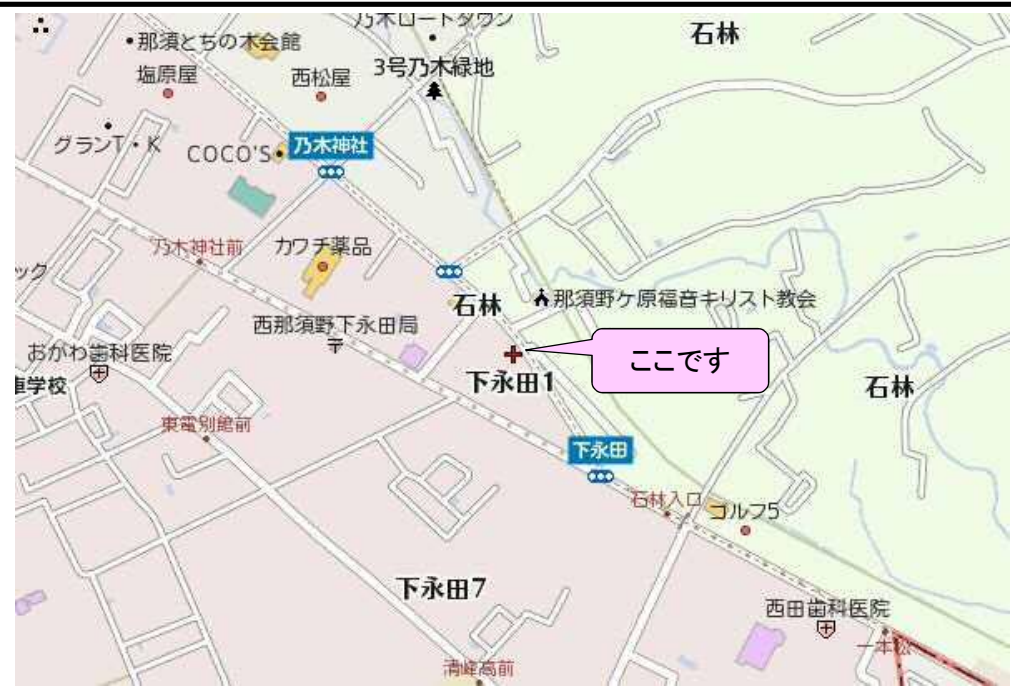 乃木ロートタウン
石林
那須とちの木会館
3号乃木緑地
塩原屋
西松屋
グランT・K
COCO'S
乃木神社
乃木神社前
カワチ薬品
ック
石林
那須野ケ原福音キリスト教会
西那須野下永田局
おがわ歯科医院
ここです
車学校
下永田1
石林
東電別館前
下永田
石林入口
ゴルフ5
下永田7
西田歯科医院
一本松
清峰高前